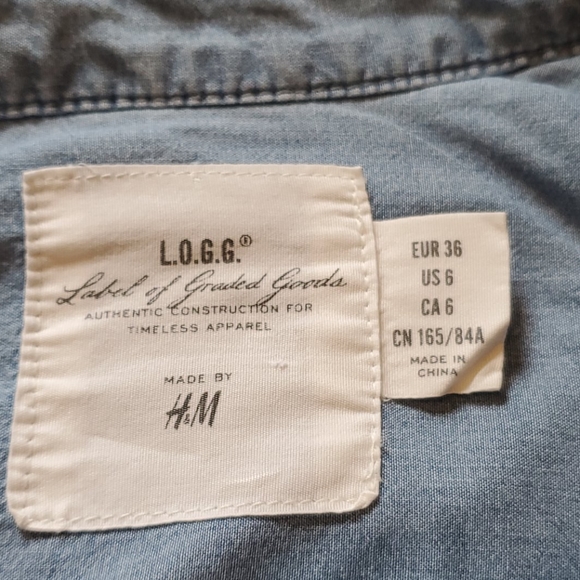 L.O.G.G.®
Label of Graded Goods
AUTHENTIC CONSTRUCTION FOR
TIMELESS APPAREL
MADE BY
H&M
EUR 36
US 6
CA 6
CN 165/84A
MADE IN
CHINA